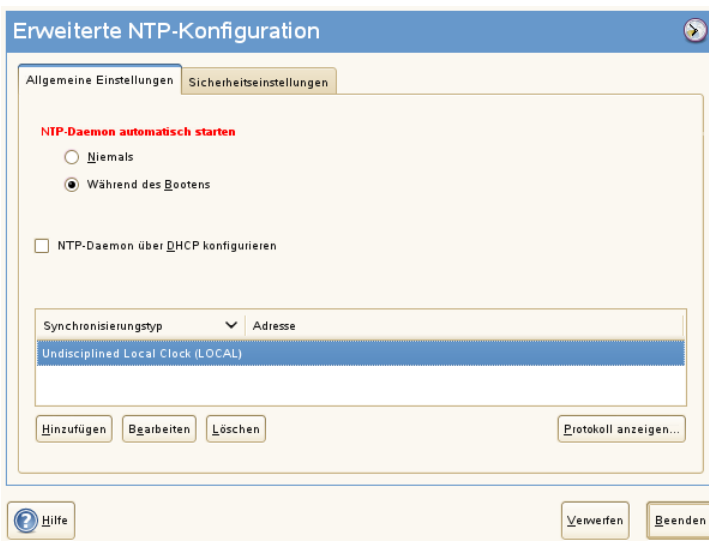 Erweiterte NTP-Konfiguration
Allgemeine Einstellungen Sicherheitseinstellungen
NTP-Daemon automatisch starten
Niemals
Während des Bootens
NTP-Daemon über DHCP konfigurieren
Synchronisierungstyp Adresse
Undisciplined Local Clock (LOCAL)
Hinzufügen Bearbeiten Löschen Protokoll anzeigen...
Hilfe Verwerfen Beenden